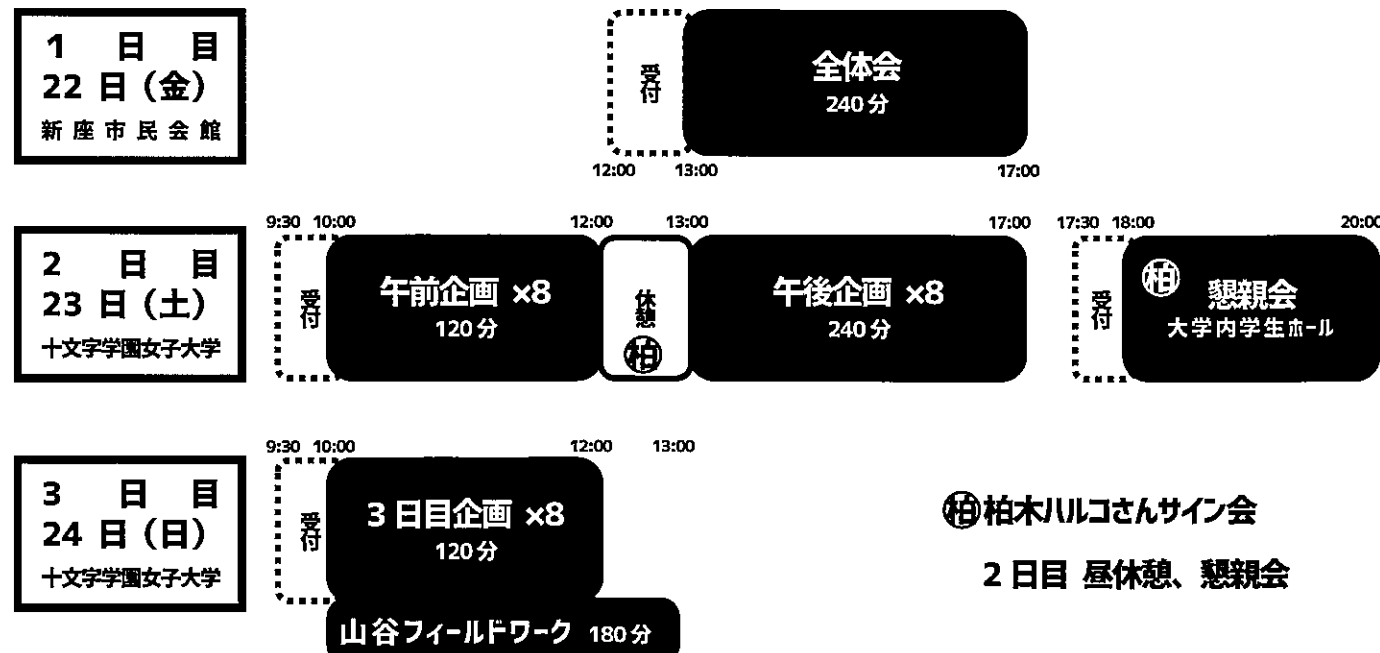 1 日 目
22 日 (金)
新座市民会館
受付
全体会
240 分
12:00 13:00 17:00
9:30 10:00 12:00 13:00 17:00 17:30 18:00 20:00
2 日 目
23 日 (土)
十文字学園女子大学
受付
午前企画 ×8
120 分
休憩
柏
午後企画 ×8
240 分
受付
柏
懇親会
大学内学生ホール
9:30 10:00 12:00 13:00
3 日 目
24 日 (日)
十文字学園女子大学
受付
3 日目企画 ×8
120 分
山谷フィールドワーク 180 分
柏 柏木ハルコさんサイン会
2 日目 昼休憩、懇親会